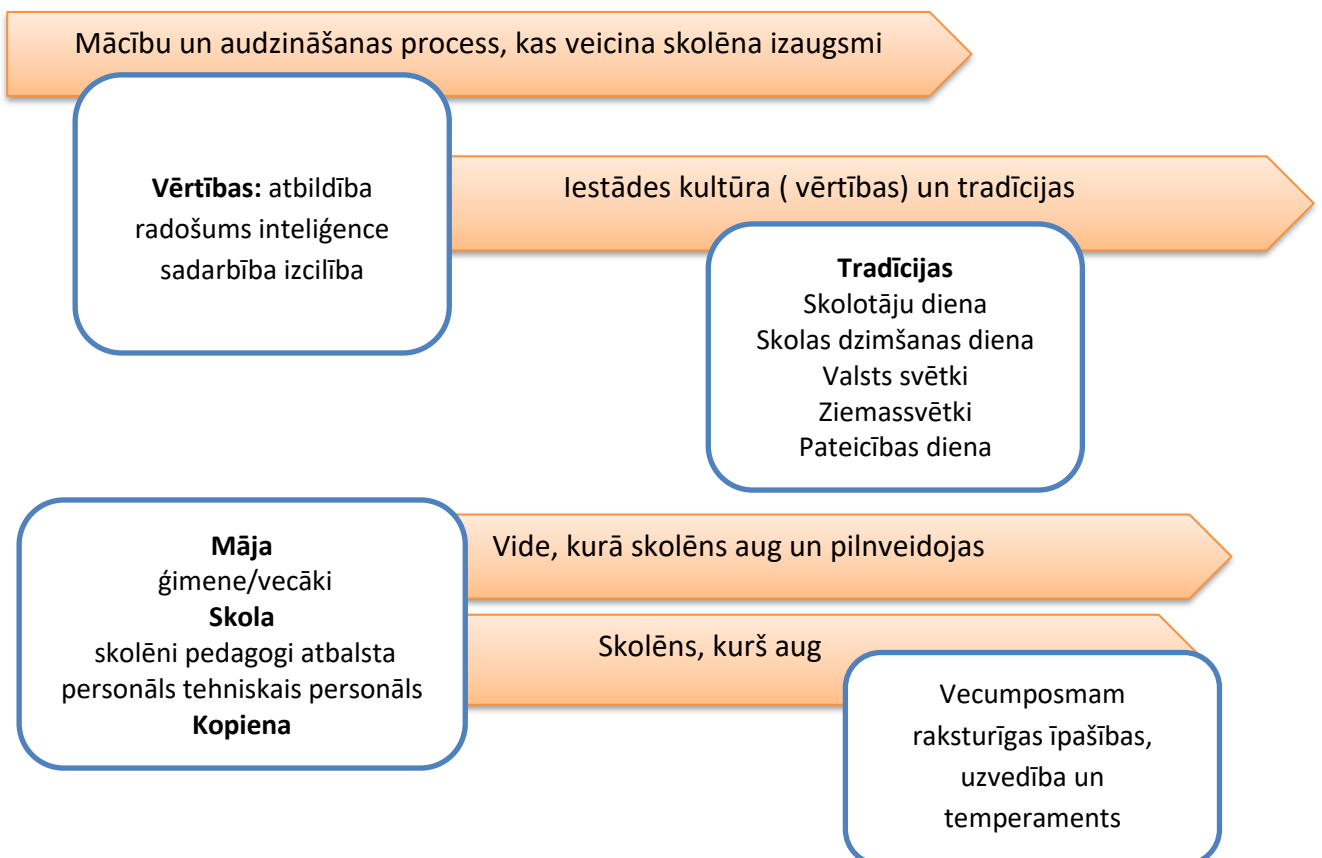 Mācību un audzināšanas process, kas veicina skolēna izaugsmi
Vērtības: atbildība
radošums inteliģence
sadarbība izcilība
Iestādes kultūra ( vērtības) un tradīcijas
Tradīcijas
Skolotāju diena
Skolas dzimšanas diena
Valsts svētki
Ziemassvētki
Pateicības diena
Māja
ģimene/vecāki
Skola
skolēni pedagogi atbalsta
personāls tehniskais personāls
Kopiena
Vide, kurā skolēns aug un pilnveidojas
Skolēns, kurš aug
Vecumposmam
raksturīgas īpašības,
uzvedība un
temperaments